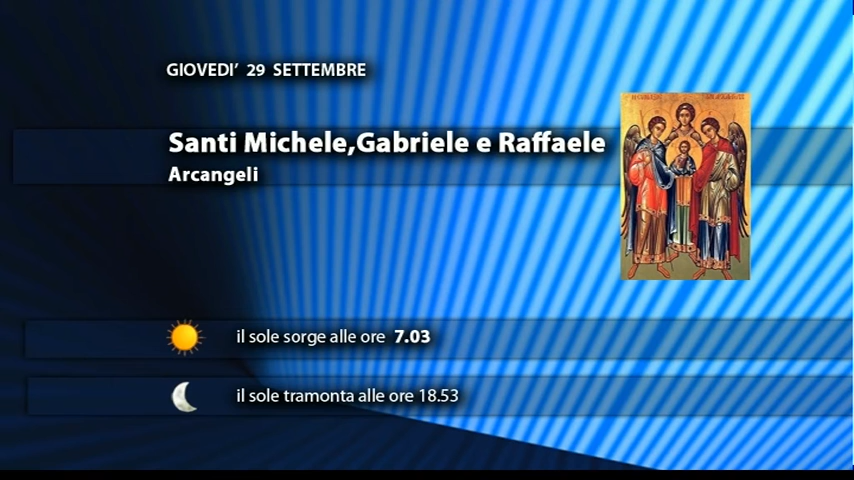 GIOVEDI’ 29 SETTEMBRE
Santi Michele,Gabriele e Raffaele
Arcangeli
il sole sorge alle ore 7.03
il sole tramonta alle ore 18.53